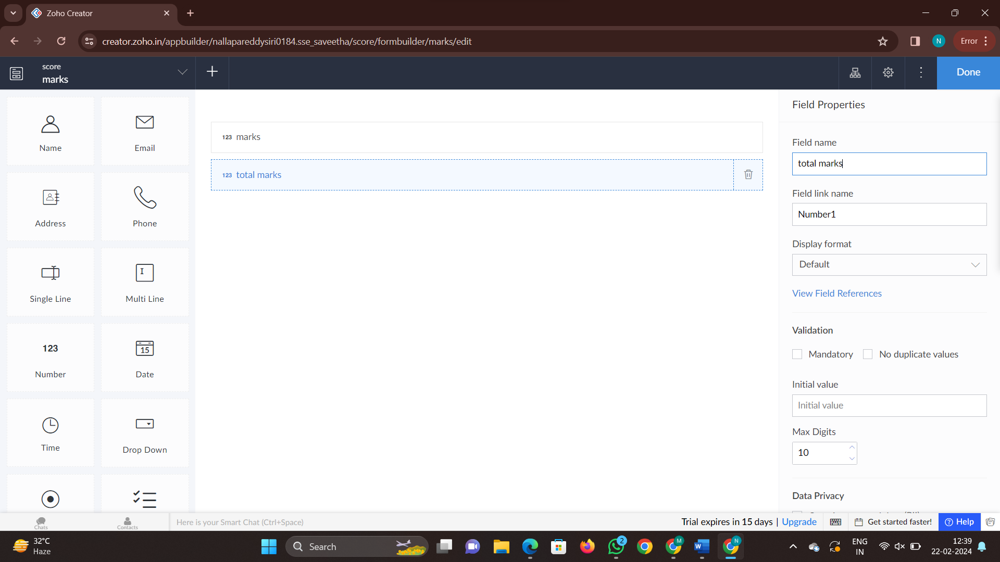 Zoho Creator
creator.zoho.in/appbuilder/nallapareddysiri0184.sse_saveetha/score/formbuilder/marks/edit
N
Error
score
marks
Done
Name
Email
Address
Phone
Single Line
Multi Line
123
Number
15
Date
Time
Drop Down
123 marks
123 total marks
Field Properties
Field name
total marks
Field link name
Number1
Display format
Default
View Field References
Validation
Mandatory
No duplicate values
Initial value
Initial value
Max Digits
10
Data Privacy
Chats
Contacts
Here is your Smart Chat (Ctrl+Space)
Trial expires in 15 days | Upgrade
Get started faster!
Help
32°C
Haze
Search
2
M
W
N
ENG
IN
12:39
22-02-2024